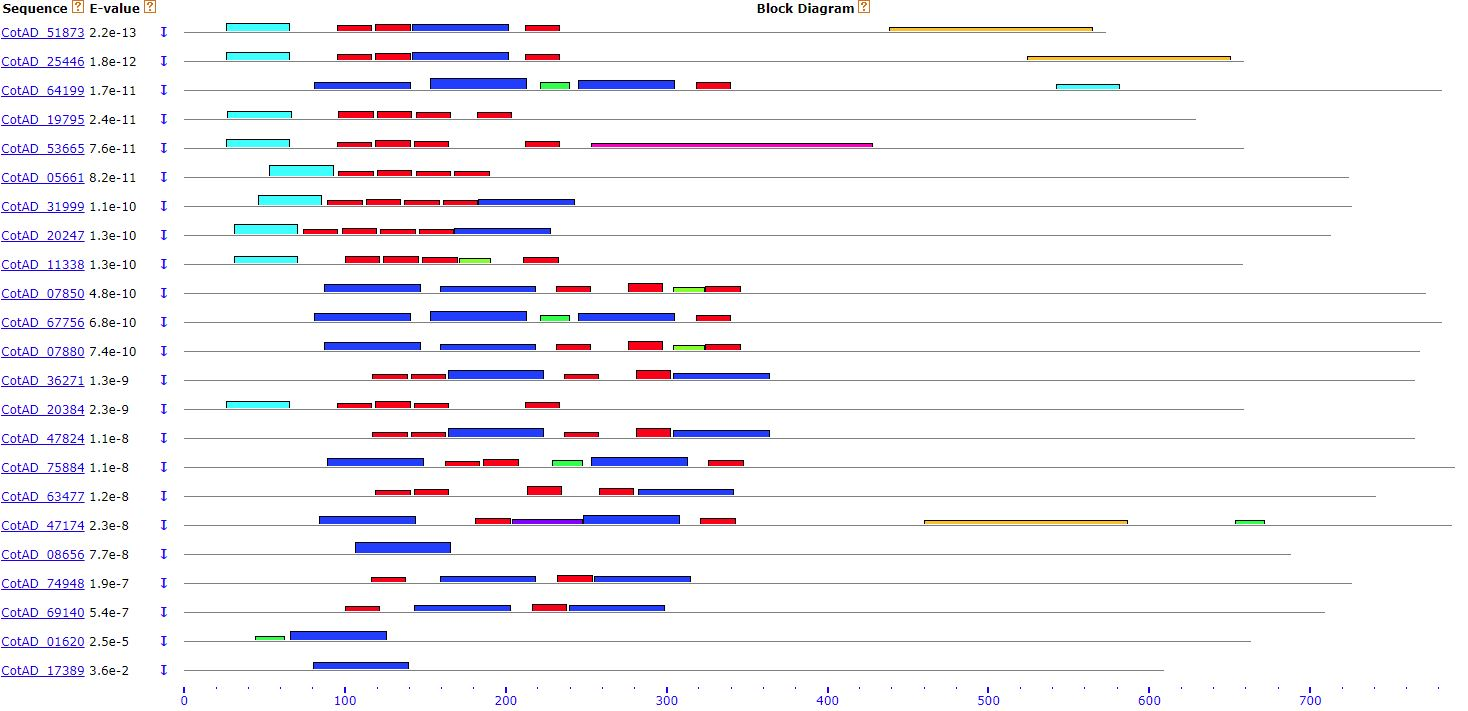 Sequence ? E-value ? Block Diagram ?
CotAD_51873 2.2e-13 ↧
CotAD_25446 1.8e-12 ↧
CotAD_64199 1.7e-11 ↧
CotAD_19795 2.4e-11 ↧
CotAD_53665 7.6e-11 ↧
CotAD_05661 8.2e-11 ↧
CotAD_31999 1.1e-10 ↧
CotAD_20247 1.3e-10 ↧
CotAD_11338 1.3e-10 ↧
CotAD_07850 4.8e-10 ↧
CotAD_67756 6.8e-10 ↧
CotAD_07880 7.4e-10 ↧
CotAD_36271 1.3e-9 ↧
CotAD_20384 2.3e-9 ↧
CotAD_47824 1.1e-8 ↧
CotAD_75884 1.1e-8 ↧
CotAD_63477 1.2e-8 ↧
CotAD_47174 2.3e-8 ↧
CotAD_08656 7.7e-8 ↧
CotAD_74948 1.9e-7 ↧
CotAD_69140 5.4e-7 ↧
CotAD_01620 2.5e-5 ↧
CotAD_17389 3.6e-2 ↧
0 100 200 300 400 500 600 700